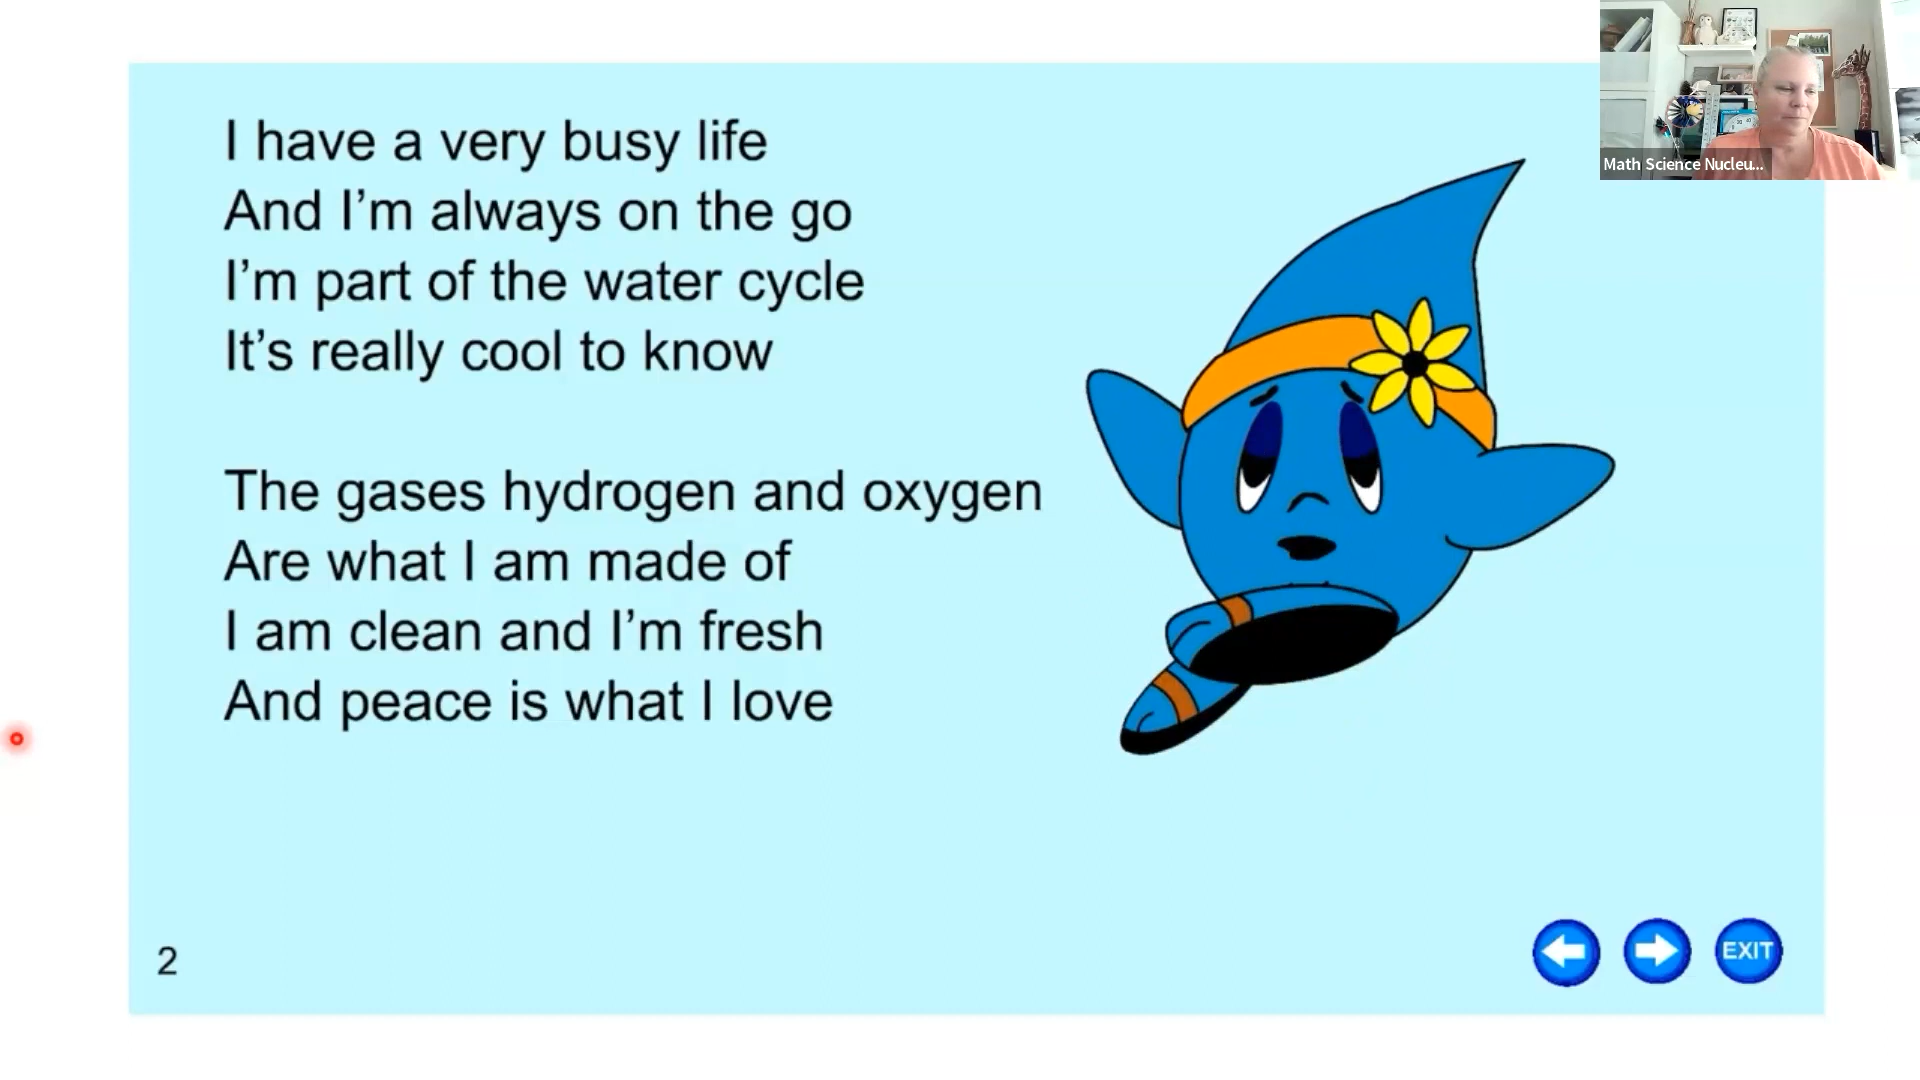 Math Science Nucleu...
I have a very busy life
And I’m always on the go
I’m part of the water cycle
It’s really cool to know
The gases hydrogen and oxygen
Are what I am made of
I am clean and I’m fresh
And peace is what I love
2
EXIT